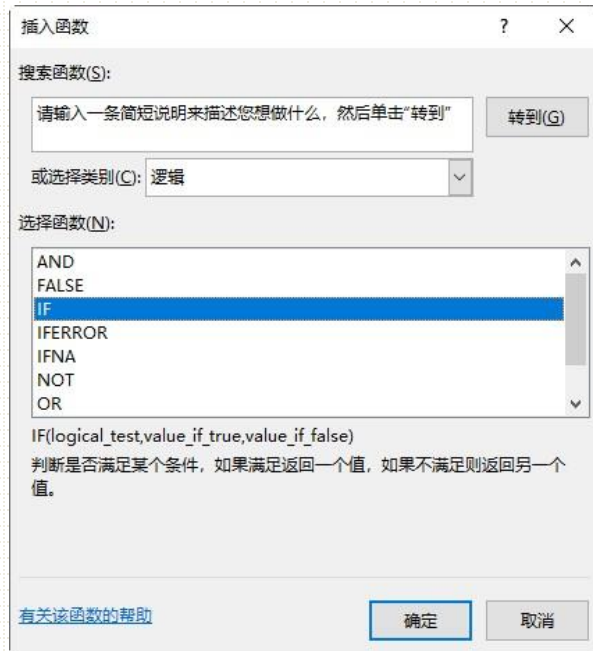 插入函数 ?
搜索函数(S):
请输入一条简短说明来描述您想做什么，然后单击“转到”
转到(G)
或选择类别(C): 逻辑
选择函数(N):
AND
FALSE
IF
IFERROR
IFNA
NOT
OR
IF(logical_test,value_if_true,value_if_false)
判断是否满足某个条件，如果满足返回一个值，如果不满足则返回另一个
值。
有关该函数的帮助 确定 取消